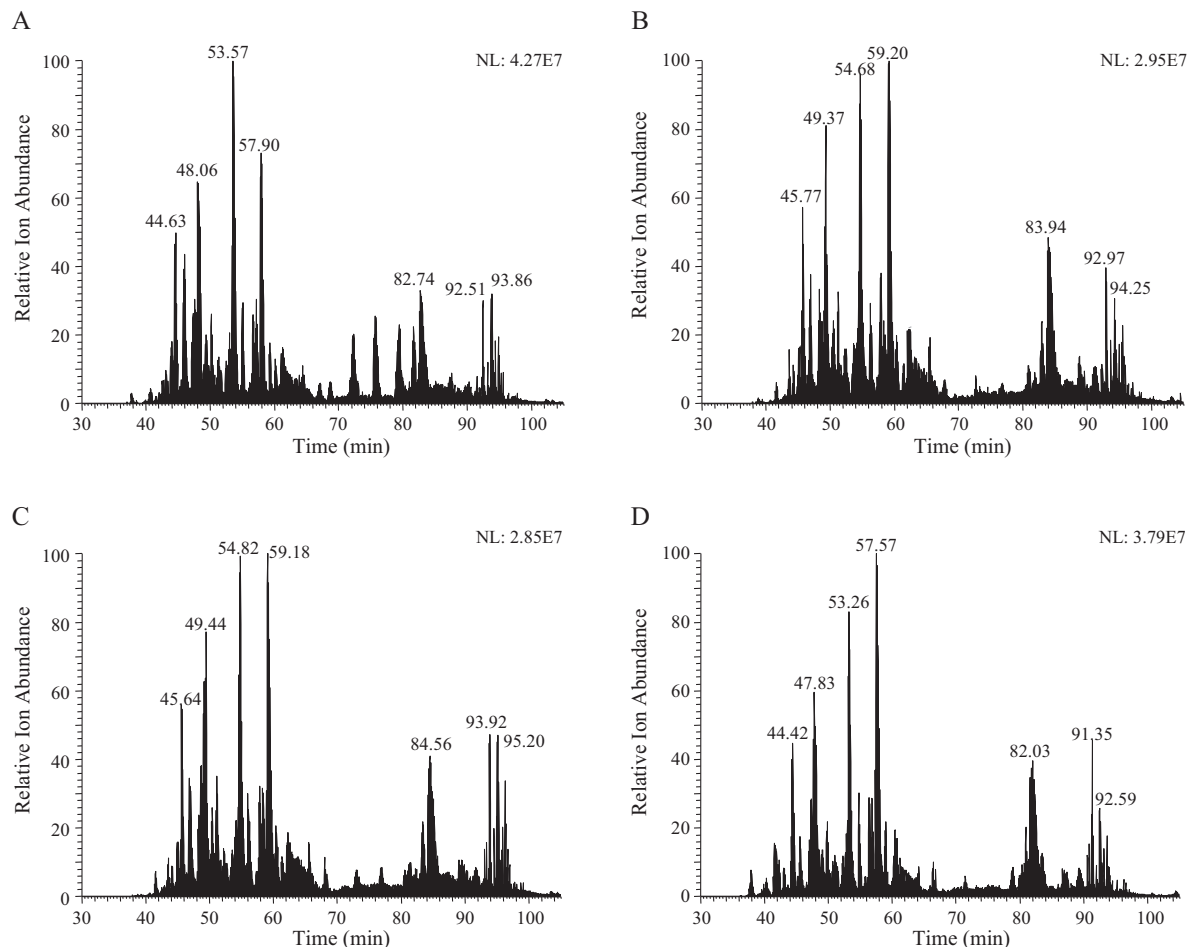 A
NL: 4.27E7
53.57
57.90
48.06
44.63
82.74
92.51
93.86
100
80
60
40
20
0
Relative Ion Abundance
30 40 50 60 70 80 90 100
Time (min)
B
NL: 2.95E7
59.20
54.68
49.37
45.77
83.94
92.97
94.25
100
80
60
40
20
0
Relative Ion Abundance
30 40 50 60 70 80 90 100
Time (min)
C
NL: 2.85E7
54.82
59.18
49.44
45.64
84.56
93.92
95.20
100
80
60
40
20
0
Relative Ion Abundance
30 40 50 60 70 80 90 100
Time (min)
D
NL: 3.79E7
57.57
53.26
47.83
44.42
82.03
91.35
92.59
100
80
60
40
20
0
Relative Ion Abundance
30 40 50 60 70 80 90 100
Time (min)